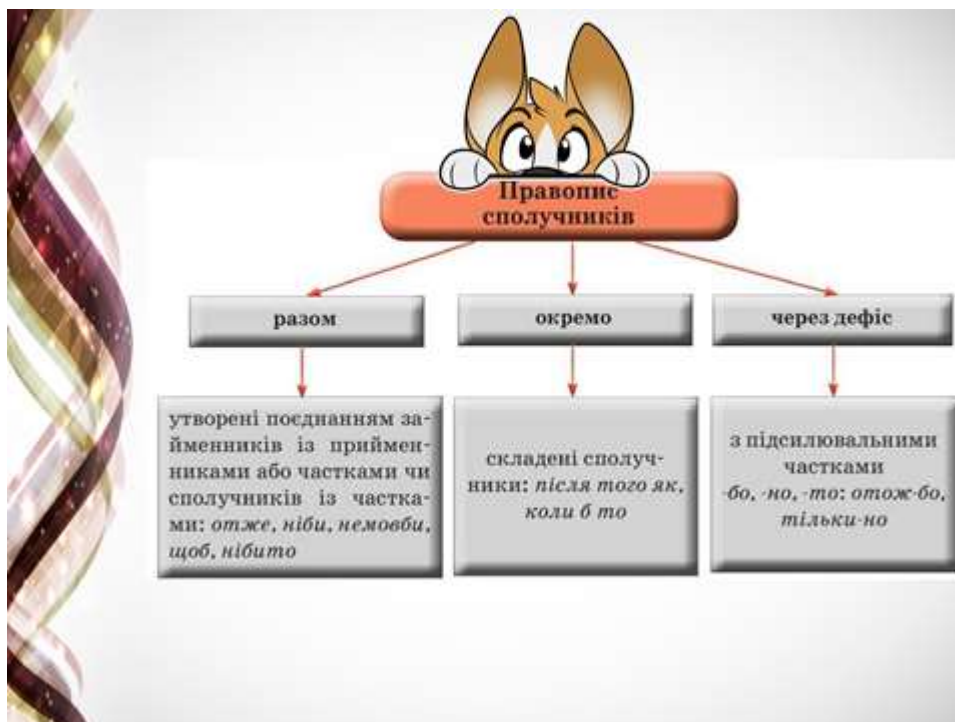 Правопис
сполучників
разом
окремо
через дефіс
утворені поєднанням за-
йменників із приймен-
никами або частками чи
сполучників із частка-
ми: отже, ніби, немовби,
щоб, нібито
складені сполуч-
ники: після того як,
коли б то
з підсилювальними
частками
-бо, -но, -то: отож-бо,
тільки-но